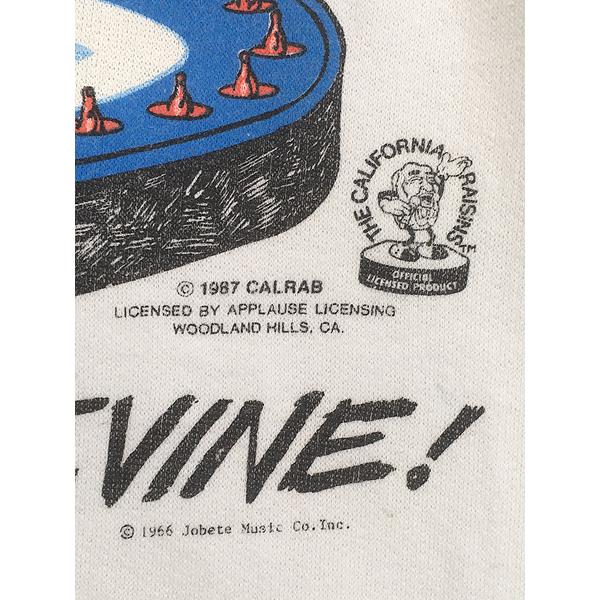 THE CALIFORNIA RAISINS
OFFICIAL
LICENSED PRODUCT
© 1987 CALRAB
LICENSED BY APPLAUSE LICENSING
WOODLAND HILLS, CA.
VINE!
© 1966 Jobete Music Co.Inc.